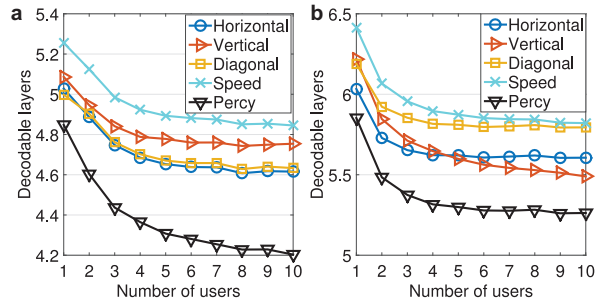 a
5.4
5.2
5
4.8
4.6
4.4
4.2
Decodable layers
Horizontal
Vertical
Diagonal
Speed
Percy
1 2 3 4 5 6 7 8 9 10
Number of users
b
6.5
6
5.5
5
Decodable layers
Horizontal
Vertical
Diagonal
Speed
Percy
1 2 3 4 5 6 7 8 9 10
Number of users